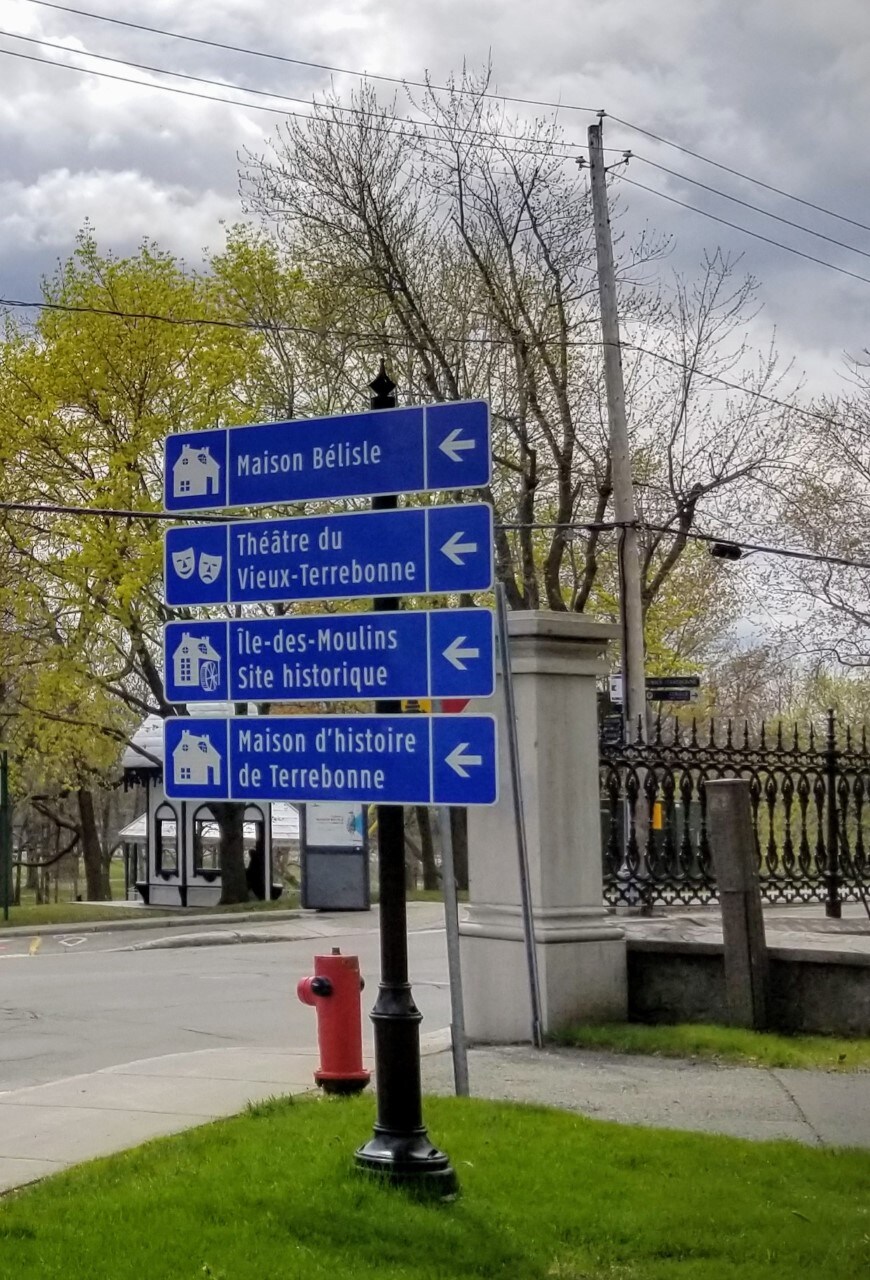 Maison Bélisle
Théâtre du
Vieux-Terrebonne
Île-des-Moulins
Site historique
Maison d'histoire
de Terrebonne